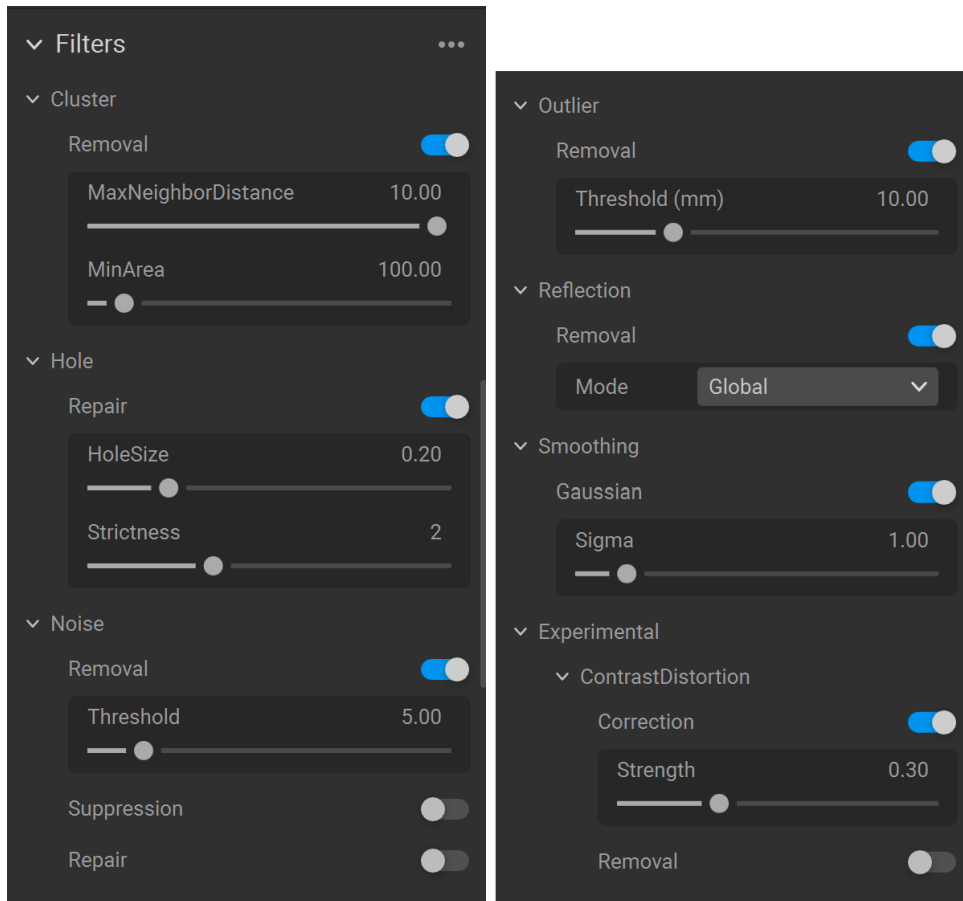 Filters
Cluster
Removal
MaxNeighborDistance 10.00
MinArea 100.00
Hole
Repair
HoleSize 0.20
Strictness 2
Noise
Removal
Threshold 5.00
Suppression
Repair
Outlier
Removal
Threshold (mm) 10.00
Reflection
Removal
Mode Global
Smoothing
Gaussian
Sigma 1.00
Experimental
ContrastDistortion
Correction
Strength 0.30
Removal